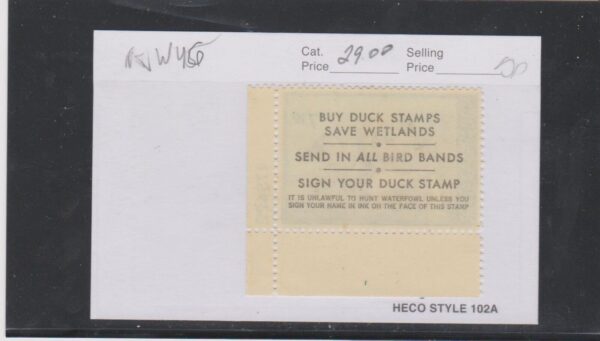 RW45
Cat. Price 29.00
Selling Price
BUY DUCK STAMPS
SAVE WETLANDS
SEND IN ALL BIRD BANDS
SIGN YOUR DUCK STAMP
IT IS UNLAWFUL TO HUNT WATERFOWL UNLESS YOU
SIGN YOUR NAME IN INK ON THE FACE OF THIS STAMP
HECO STYLE 102A